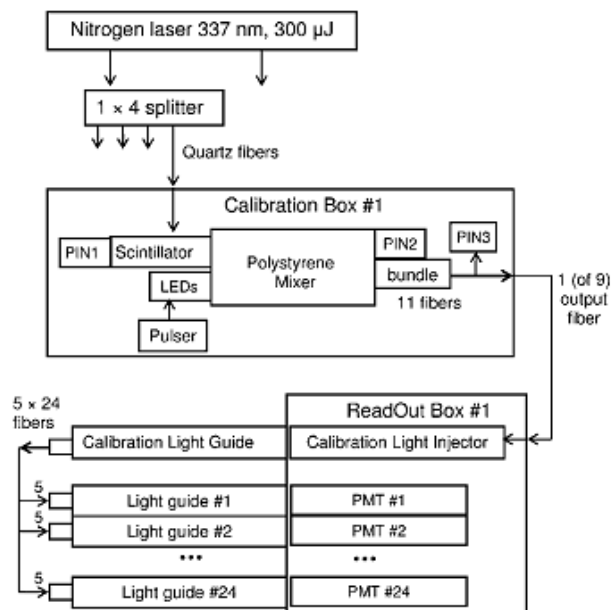 Nitrogen laser 337 nm, 300 µJ
1 × 4 splitter
Quartz fibers
Calibration Box #1
PIN1
Scintillator
Polystyrene
Mixer
PIN2
PIN3
bundle
LEDs
11 fibers
Pulser
1 (of 9)
output
fiber
5 × 24
fibers
ReadOut Box #1
Calibration Light Guide
Calibration Light Injector
5
Light guide #1
PMT #1
5
Light guide #2
PMT #2
•••
•••
5
Light guide #24
PMT #24